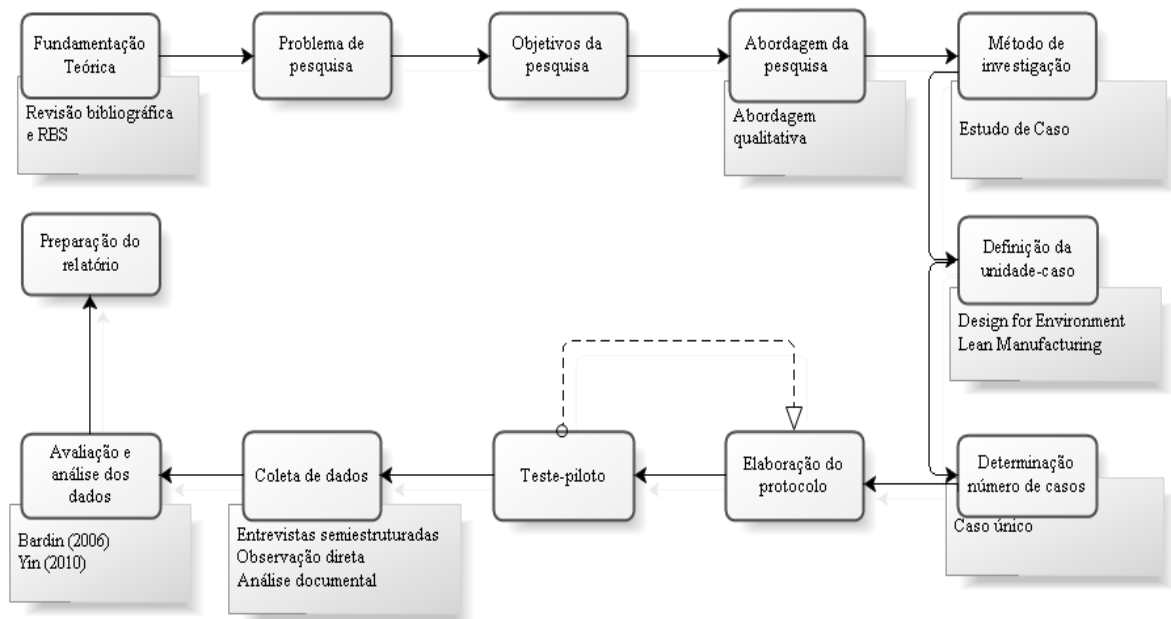 Fundamentação
Teórica
Revisão bibliográfica
e RBS
Problema de
pesquisa
Objetivos da
pesquisa
Abordagem da
pesquisa
Abordagem
qualitativa
Método de
investigação
Estudo de Caso
Definição da
unidade-caso
Design for Environment
Lean Manufacturing
Determinação
número de casos
Caso único
Elaboração do
protocolo
Teste-piloto
Coleta de dados
Entrevistas semiestruturadas
Observação direta
Análise documental
Avaliação e
análise dos
dados
Bardin (2006)
Yin (2010)
Preparação do
relatório